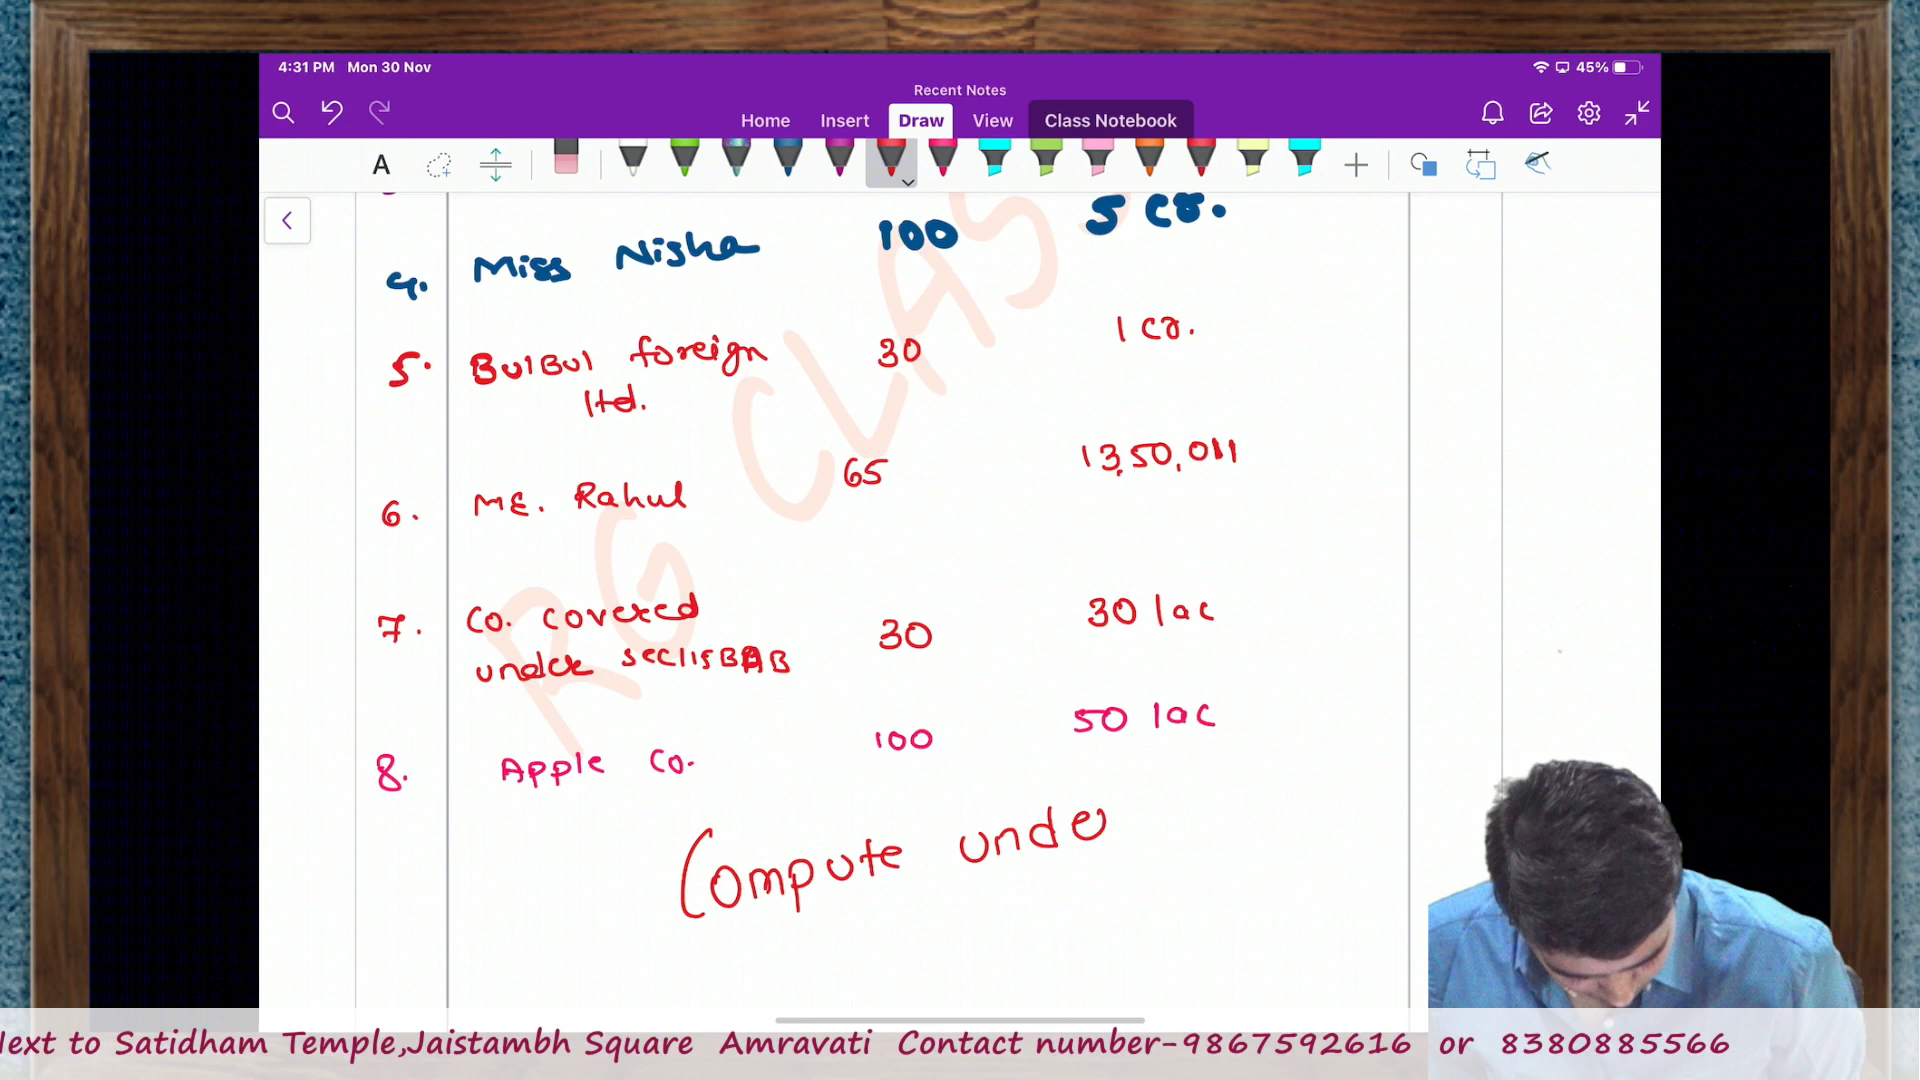 4:31 PM Mon 30 Nov
45%
Recent Notes
Home Insert Draw View Class Notebook
A
4. Miss Nisha 100 5 cr.
5. BulBul foreign 30 1 cr.
ltd.
6. Mr. Rahul 65 13,50,011
7. Co. covered 30 30 lac
under sec115BAB
8. Apple Co. 100 50 lac
Compute unde
RG CLAS
Next to Satidham Temple,Jaistambh Square Amravati Contact number-9867592616 or 8380885566